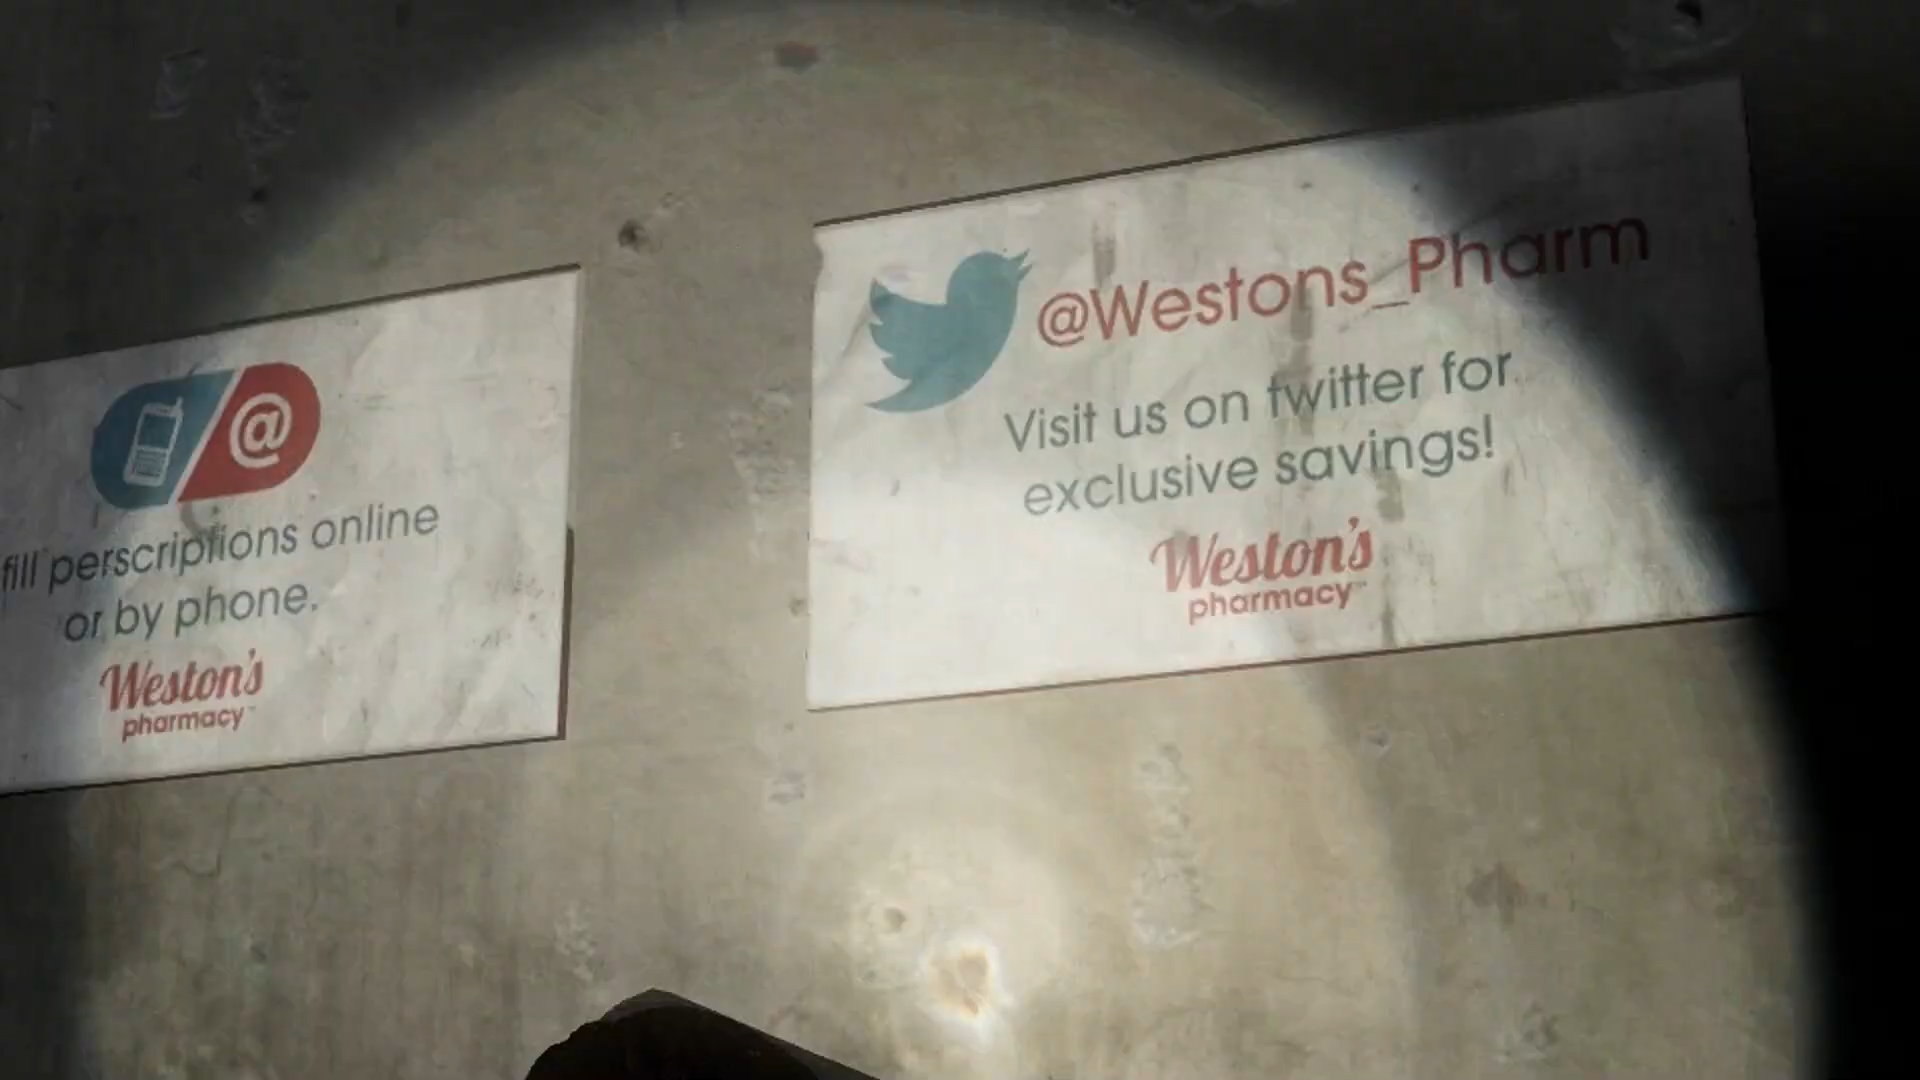 fill perscriptions online
or by phone.
Weston's
pharmacy
@Westons_Pharm
Visit us on twitter for
exclusive savings!
Weston's
pharmacy